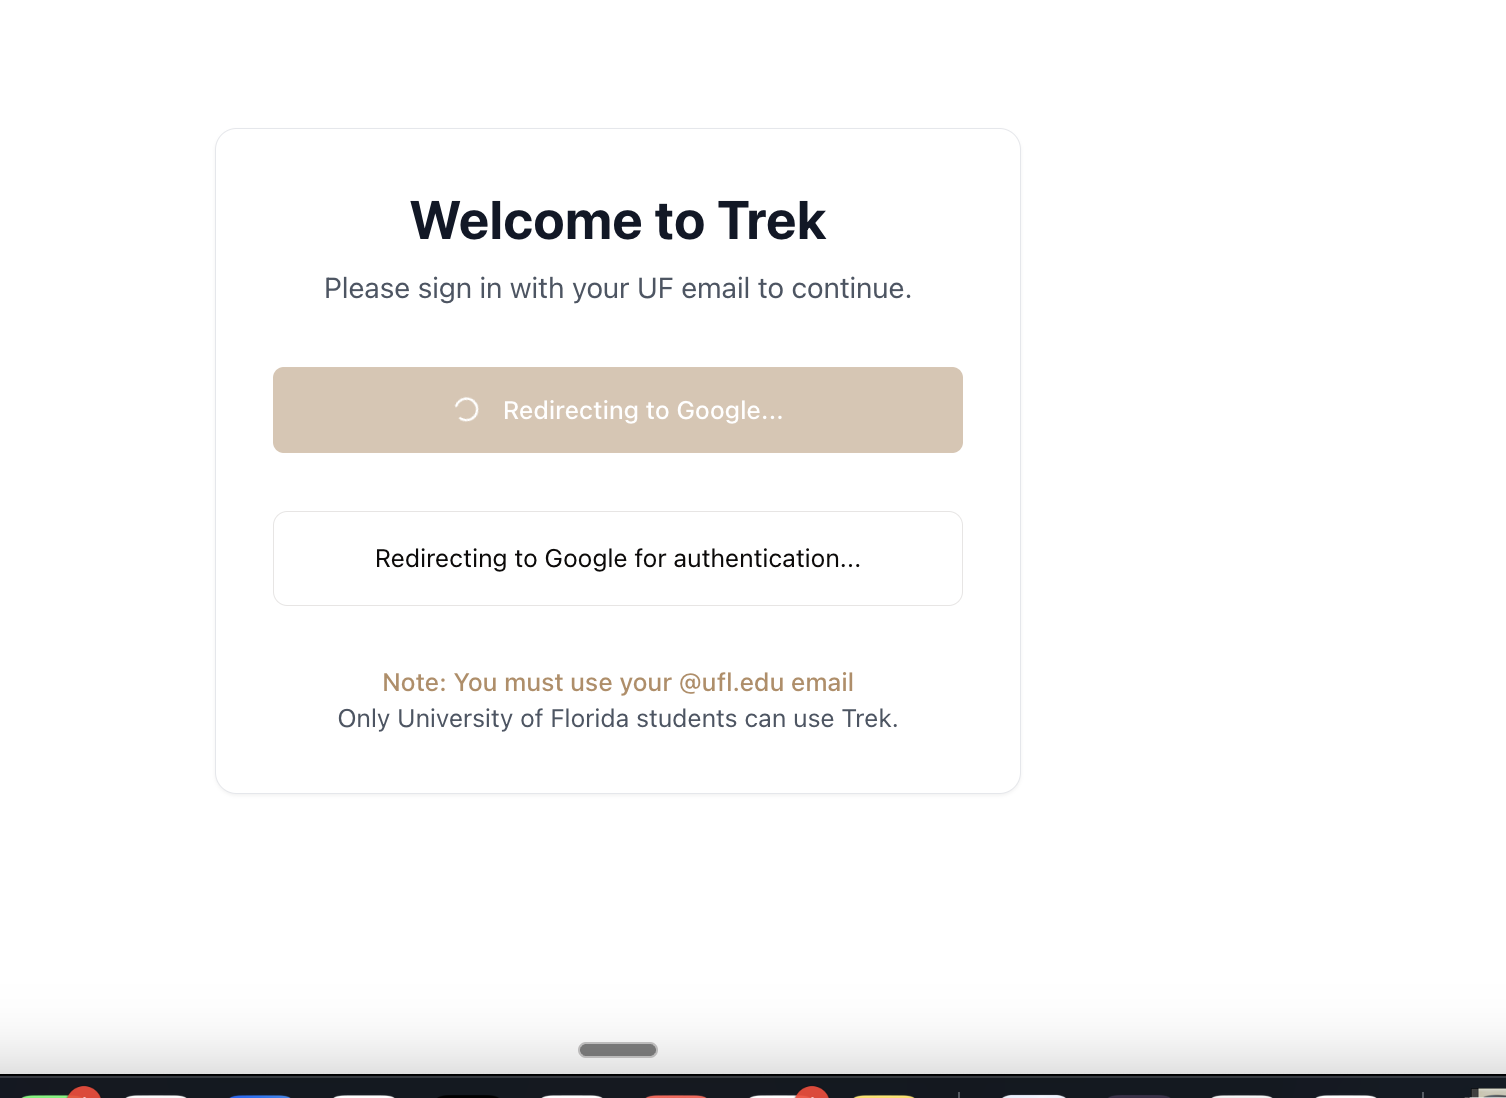 Welcome to Trek
Please sign in with your UF email to continue.
Redirecting to Google...
Redirecting to Google for authentication...
Note: You must use your @ufl.edu email
Only University of Florida students can use Trek.